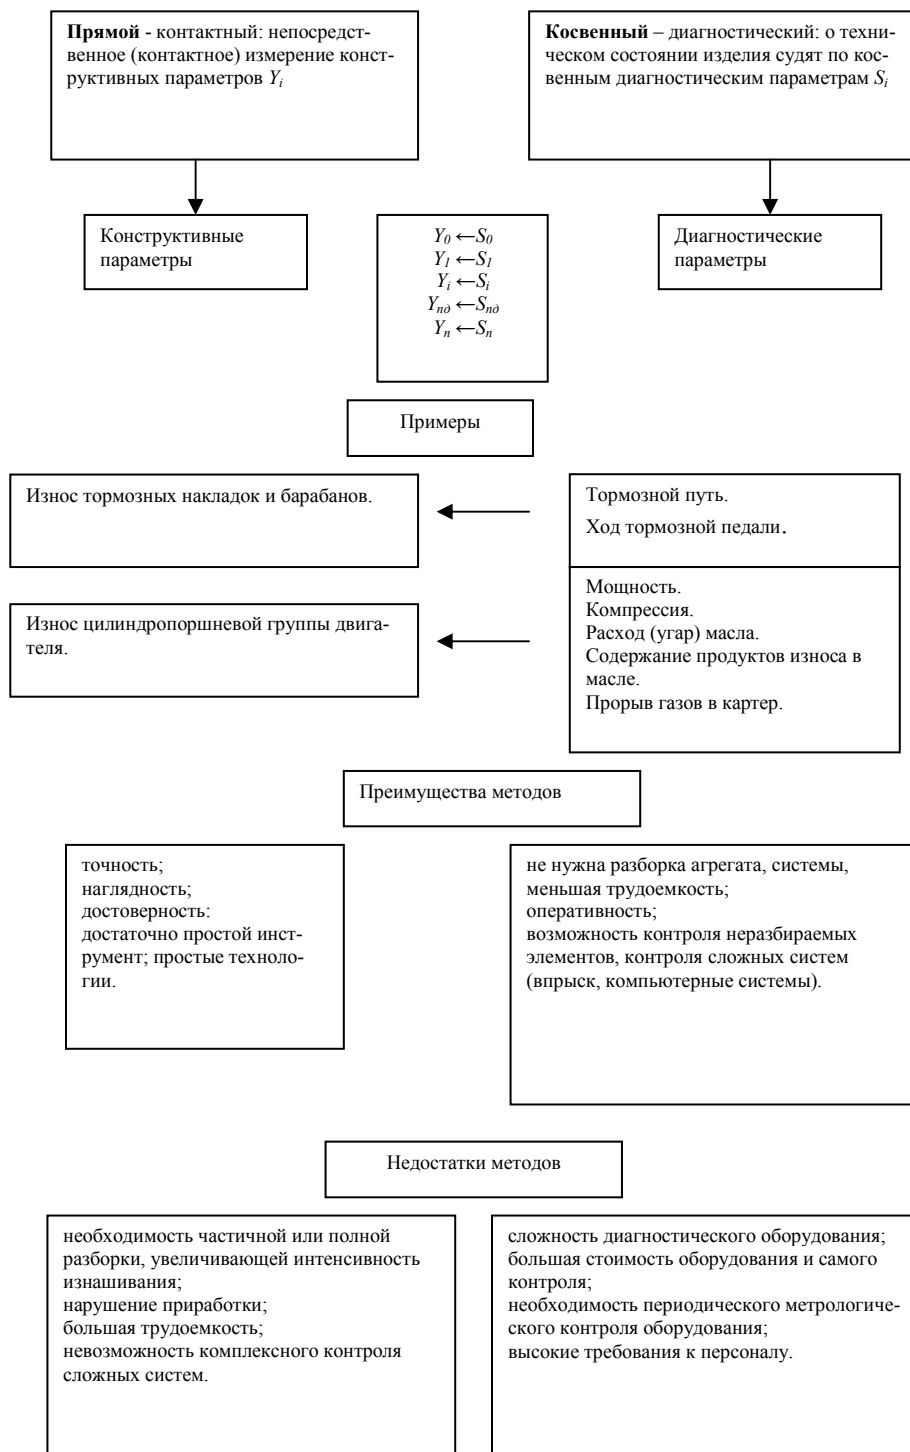 Прямой - контактный: непосредст-
венное (контактное) измерение конст-
руктивных параметров Yi
Косвенный – диагностический: о техни-
ческом состоянии изделия судят по кос-
венным диагностическим параметрам Si
Конструктивные
параметры
Y0 ←S0
Y1 ←S1
Yi ←Si
Yпд ←Sпд
Yп ←Sп
Диагностические
параметры
Примеры
Износ тормозных накладок и барабанов.
Тормозной путь.
Ход тормозной педали.
Износ цилиндропоршневой группы двига-
теля.
Мощность.
Компрессия.
Расход (угар) масла.
Содержание продуктов износа в
масле.
Прорыв газов в картер.
Преимущества методов
точность;
наглядность;
достоверность:
достаточно простой инст-
румент; простые техноло-
гии.
не нужна разборка агрегата, системы,
меньшая трудоемкость;
оперативность;
возможность контроля неразбираемых
элементов, контроля сложных систем
(впрыск, компьютерные системы).
Недостатки методов
необходимость частичной или полной
разборки, увеличивающей интенсивность
изнашивания;
нарушение приработки;
большая трудоемкость;
невозможность комплексного контроля
сложных систем.
сложность диагностического оборудования;
большая стоимость оборудования и самого
контроля;
необходимость периодического метрологиче-
ского контроля оборудования;
высокие требования к персоналу.